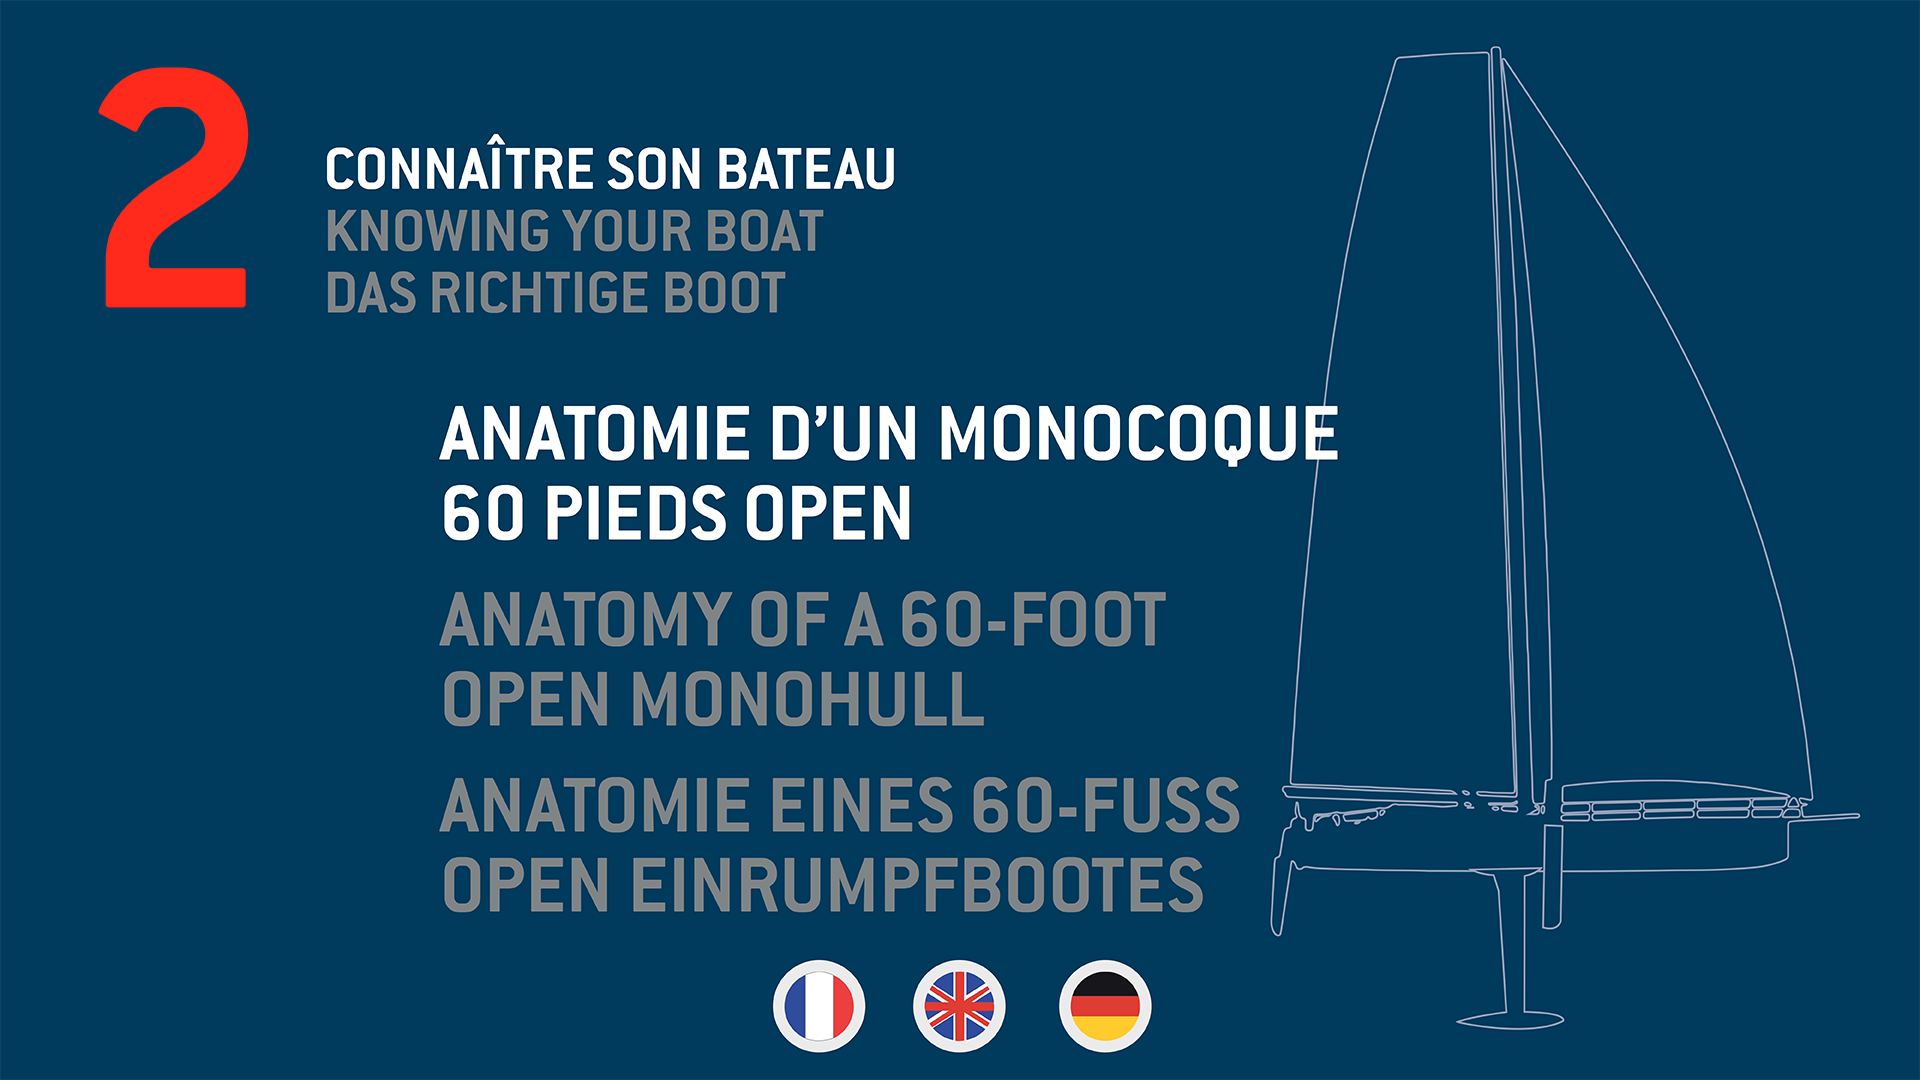 2
CONNAÎTRE SON BATEAU
KNOWING YOUR BOAT
DAS RICHTIGE BOOT
ANATOMIE D’UN MONOCOQUE
60 PIEDS OPEN
ANATOMY OF A 60-FOOT
OPEN MONOHULL
ANATOMIE EINES 60-FUSS
OPEN EINRUMPFBOOTES